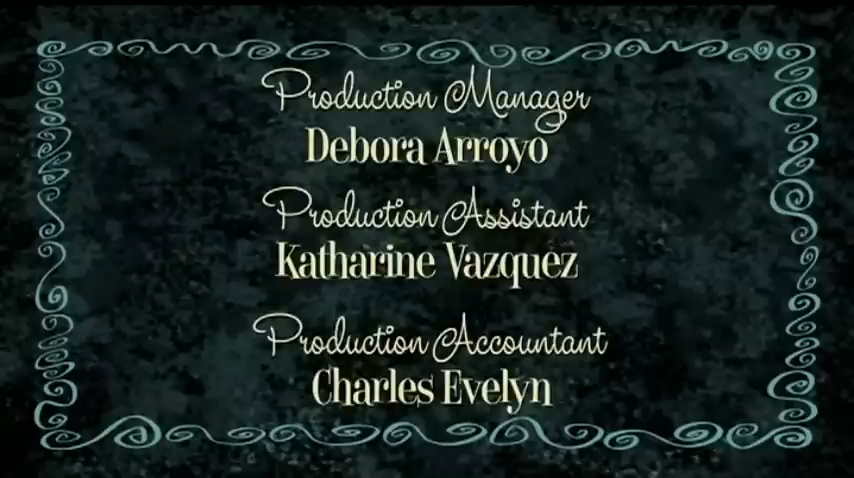 Production Manager
Debora Arroyo
Production Assistant
Katharine Vazquez
Production Accountant
Charles Evelyn